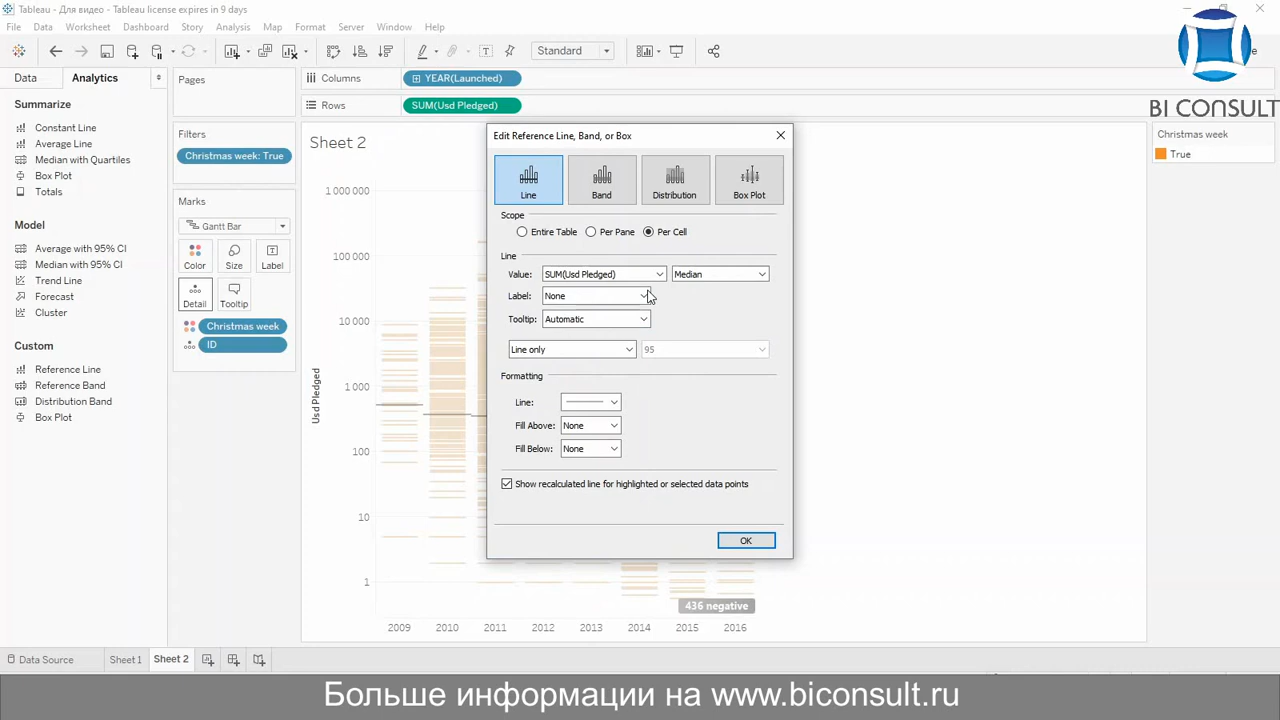 Tableau - Для видео - Tableau license expires in 9 days
File Data Worksheet Dashboard Story Analysis Map Format Server Window Help
Standard
Data Analytics
Pages
Columns YEAR(Launched)
Rows SUM(Usd Pledged)
BI CONSULT
Summarize
Constant Line
Average Line
Median with Quartiles
Box Plot
Totals
Model
Average with 95% CI
Median with 95% CI
Trend Line
Forecast
Cluster
Custom
Reference Line
Reference Band
Distribution Band
Box Plot
Filters
Christmas week: True
Marks
Gantt Bar
Color Size Label
Detail Tooltip
Christmas week
ID
Sheet 2
Usd Pledged
1 000 000
100 000
10 000
1 000
100
10
1
2009 2010 2011 2012 2013 2014 2015 2016
436 negative
Edit Reference Line, Band, or Box
Line Band Distribution Box Plot
Scope
Entire Table Per Pane Per Cell
Line
Value: SUM(Usd Pledged) Median
Label: None
Tooltip: Automatic
Line only 95
Formatting
Line:
Fill Above: None
Fill Below: None
Show recalculated line for highlighted or selected data points
OK
Christmas week
True
Data Source Sheet 1 Sheet 2
Больше информации на www.biconsult.ru